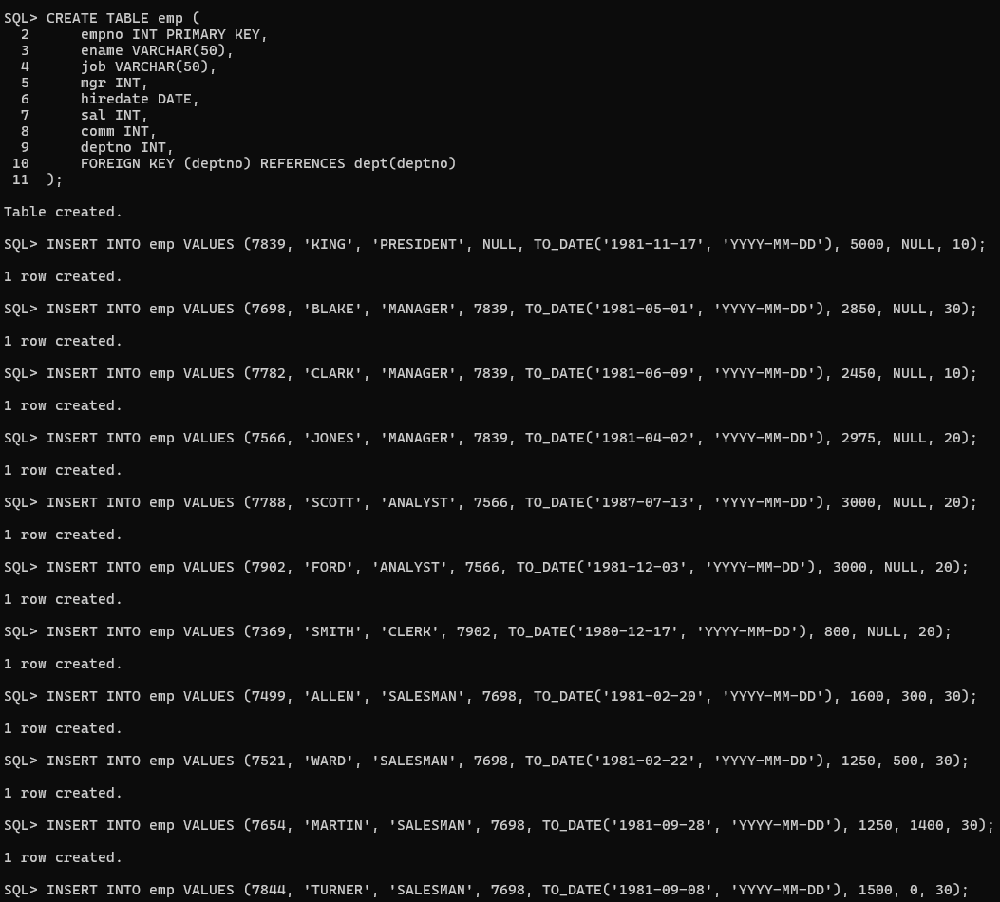 SQL> CREATE TABLE emp (
  2      empno INT PRIMARY KEY,
  3      ename VARCHAR(50),
  4      job VARCHAR(50),
  5      mgr INT,
  6      hiredate DATE,
  7      sal INT,
  8      comm INT,
  9      deptno INT,
 10      FOREIGN KEY (deptno) REFERENCES dept(deptno)
 11  );
Table created.
SQL> INSERT INTO emp VALUES (7839, 'KING', 'PRESIDENT', NULL, TO_DATE('1981-11-17', 'YYYY-MM-DD'), 5000, NULL, 10);
1 row created.
SQL> INSERT INTO emp VALUES (7698, 'BLAKE', 'MANAGER', 7839, TO_DATE('1981-05-01', 'YYYY-MM-DD'), 2850, NULL, 30);
1 row created.
SQL> INSERT INTO emp VALUES (7782, 'CLARK', 'MANAGER', 7839, TO_DATE('1981-06-09', 'YYYY-MM-DD'), 2450, NULL, 10);
1 row created.
SQL> INSERT INTO emp VALUES (7566, 'JONES', 'MANAGER', 7839, TO_DATE('1981-04-02', 'YYYY-MM-DD'), 2975, NULL, 20);
1 row created.
SQL> INSERT INTO emp VALUES (7788, 'SCOTT', 'ANALYST', 7566, TO_DATE('1987-07-13', 'YYYY-MM-DD'), 3000, NULL, 20);
1 row created.
SQL> INSERT INTO emp VALUES (7902, 'FORD', 'ANALYST', 7566, TO_DATE('1981-12-03', 'YYYY-MM-DD'), 3000, NULL, 20);
1 row created.
SQL> INSERT INTO emp VALUES (7369, 'SMITH', 'CLERK', 7902, TO_DATE('1980-12-17', 'YYYY-MM-DD'), 800, NULL, 20);
1 row created.
SQL> INSERT INTO emp VALUES (7499, 'ALLEN', 'SALESMAN', 7698, TO_DATE('1981-02-20', 'YYYY-MM-DD'), 1600, 300, 30);
1 row created.
SQL> INSERT INTO emp VALUES (7521, 'WARD', 'SALESMAN', 7698, TO_DATE('1981-02-22', 'YYYY-MM-DD'), 1250, 500, 30);
1 row created.
SQL> INSERT INTO emp VALUES (7654, 'MARTIN', 'SALESMAN', 7698, TO_DATE('1981-09-28', 'YYYY-MM-DD'), 1250, 1400, 30);
1 row created.
SQL> INSERT INTO emp VALUES (7844, 'TURNER', 'SALESMAN', 7698, TO_DATE('1981-09-08', 'YYYY-MM-DD'), 1500, 0, 30);